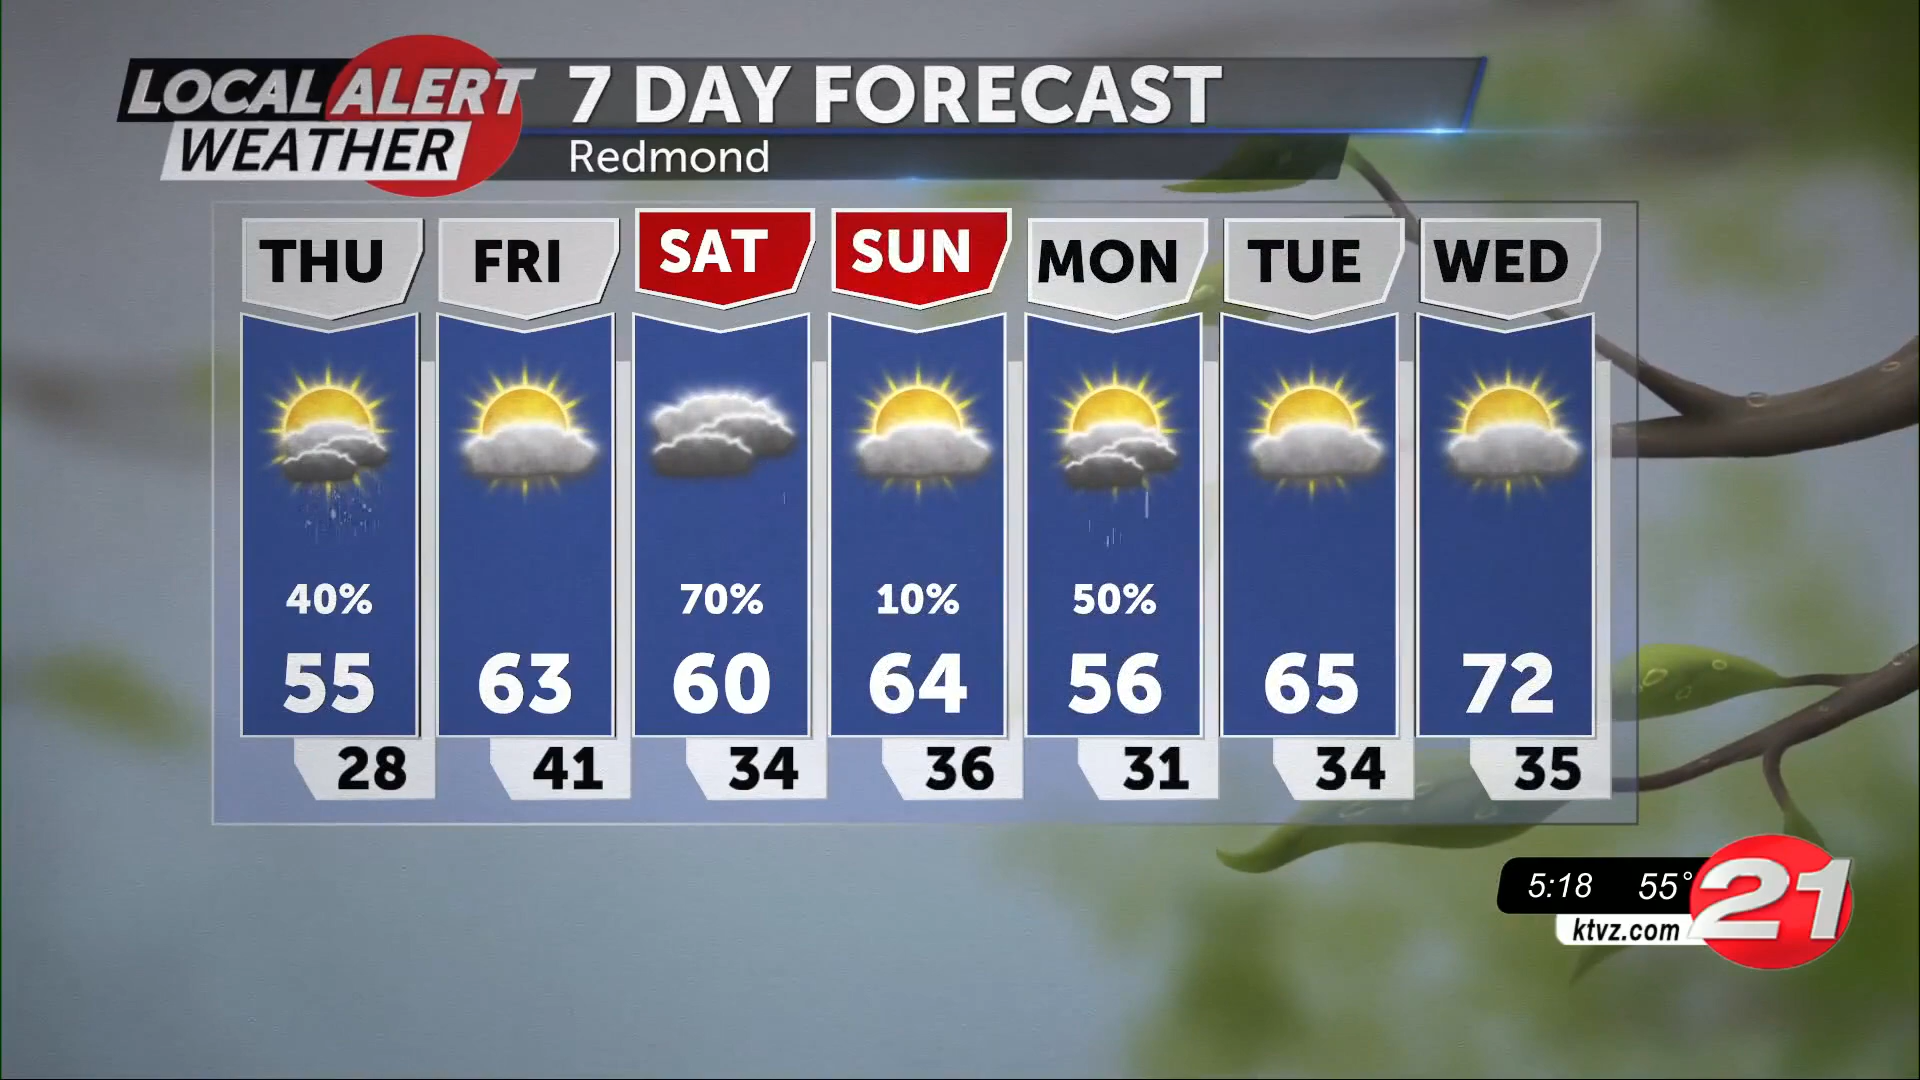 LOCAL ALERT
WEATHER
7 DAY FORECAST
Redmond
THU FRI SAT SUN MON TUE WED
40% 70% 10% 50%
55 63 60 64 56 65 72
28 41 34 36 31 34 35
5:18 55° 21
ktvz.com